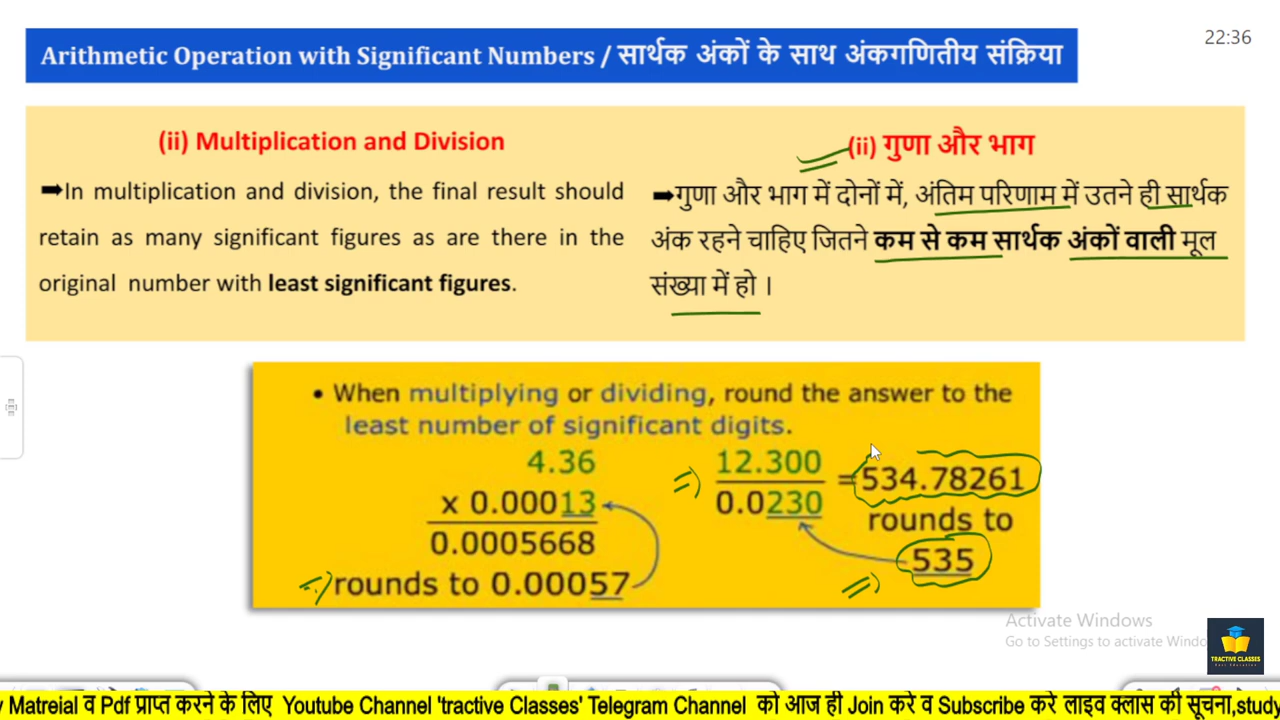 22:36
Arithmetic Operation with Significant Numbers / सार्थक अंकों के साथ अंकगणितीय संक्रिया
(ii) Multiplication and Division
➡In multiplication and division, the final result should
retain as many significant figures as are there in the
original number with least significant figures.
(ii) गुणा और भाग
➡गुणा और भाग में दोनों में, अंतिम परिणाम में उतने ही सार्थक
अंक रहने चाहिए जितने कम से कम सार्थक अंकों वाली मूल
संख्या में हो ।
• When multiplying or dividing, round the answer to the
least number of significant digits.
4.36
x 0.00013
0.0005668
=) rounds to 0.00057
=) 12.300
0.0230
=534.78261
rounds to
=) 535
Activate Windows
Go to Settings to activate Windo
TRACTIVE CLASSES
y Matreial व Pdf प्राप्त करने के लिए Youtube Channel 'tractive Classes' Telegram Channel को आज ही Join करे व Subscribe करे लाइव क्लास की सूचना,study